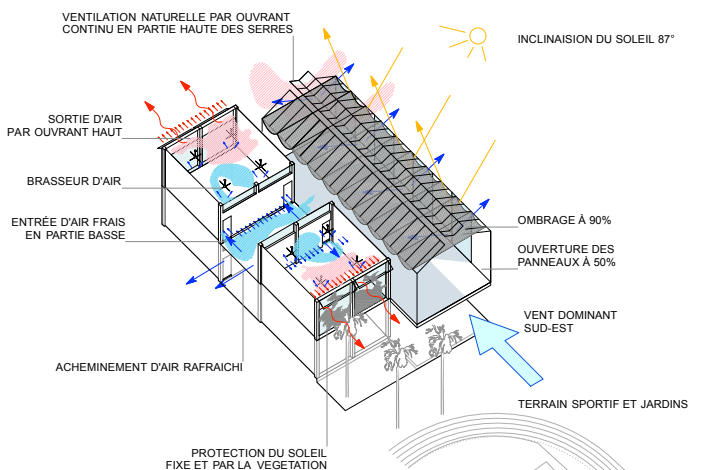 VENTILATION NATURELLE PAR OUVRANT
CONTINU EN PARTIE HAUTE DES SERRES
INCLINAISION DU SOLEIL 87°
SORTIE D'AIR
PAR OUVRANT HAUT
BRASSEUR D'AIR
ENTRÉE D'AIR FRAIS
EN PARTIE BASSE
OMBRAGE À 90%
OUVERTURE DES
PANNEAUX À 50%
VENT DOMINANT
SUD-EST
ACHEMINEMENT D'AIR RAFRAICHI
TERRAIN SPORTIF ET JARDINS
PROTECTION DU SOLEIL
FIXE ET PAR LA VEGETATION